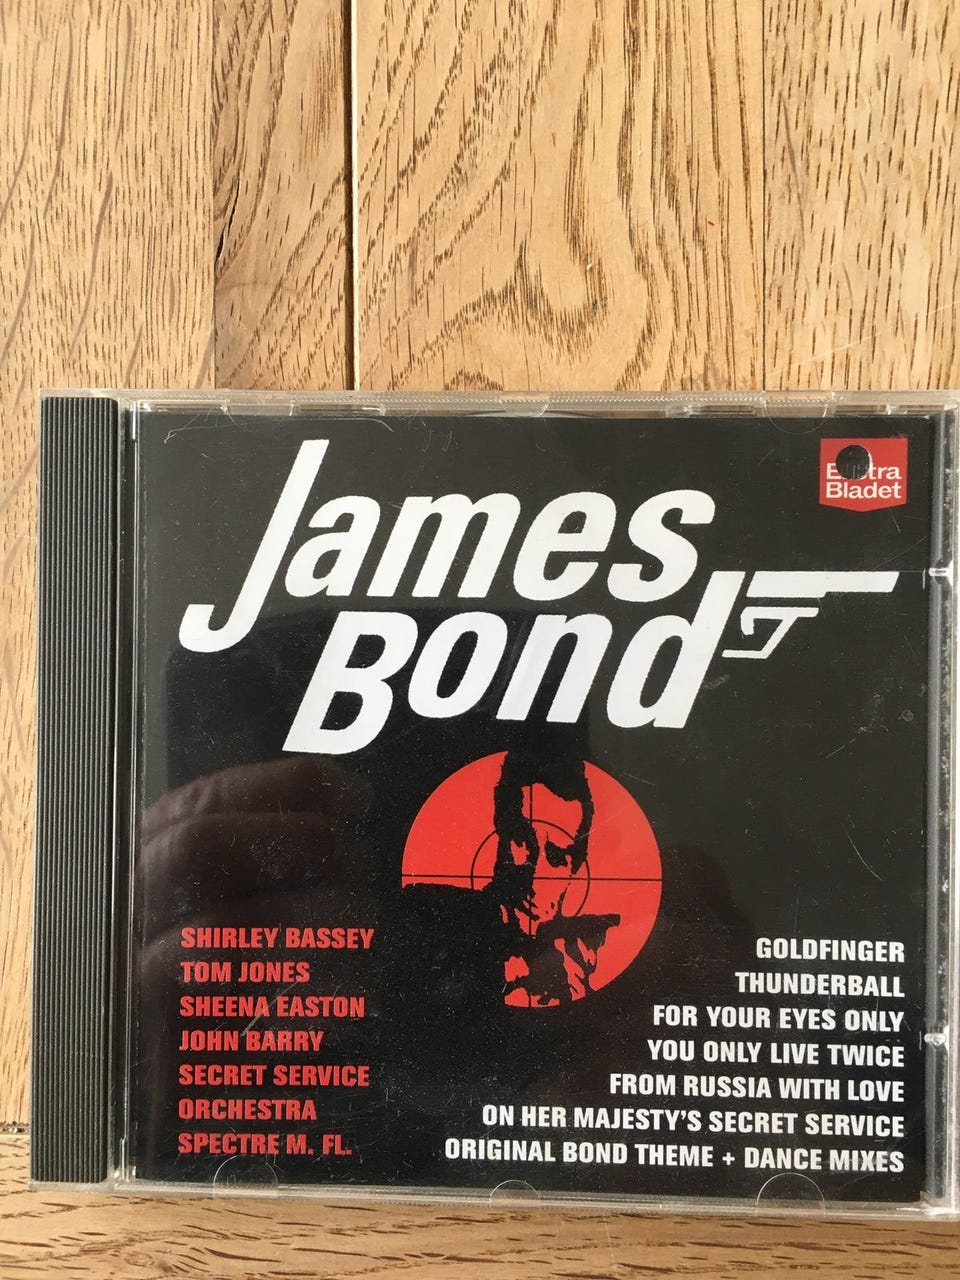 James
Bond
Ekstra
Bladet
SHIRLEY BASSEY
TOM JONES
SHEENA EASTON
JOHN BARRY
SECRET SERVICE
ORCHESTRA
SPECTRE M. FL.
GOLDFINGER
THUNDERBALL
FOR YOUR EYES ONLY
YOU ONLY LIVE TWICE
FROM RUSSIA WITH LOVE
ON HER MAJESTY'S SECRET SERVICE
ORIGINAL BOND THEME + DANCE MIXES